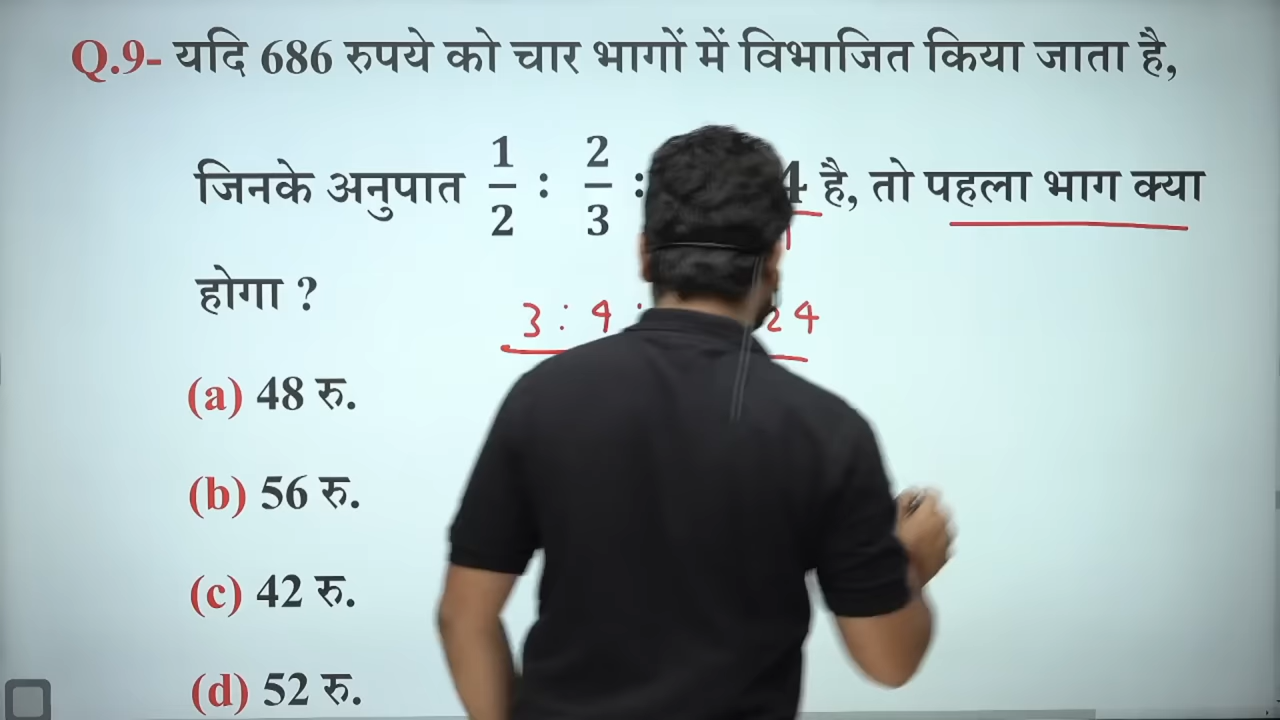 Q.9- यदि 686 रुपये को चार भागों में विभाजित किया जाता है,
जिनके अनुपात 1/2 : 2/3 : 4 है, तो पहला भाग क्या
होगा ?
3 : 4 : 24
(a) 48 रु.
(b) 56 रु.
(c) 42 रु.
(d) 52 रु.